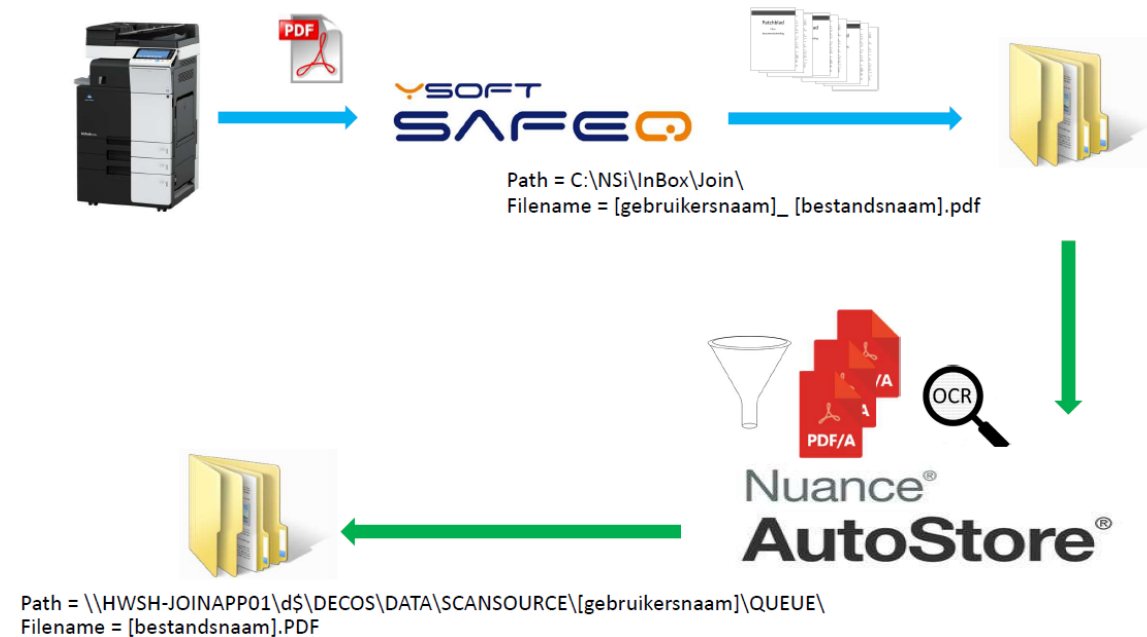 PDF
Patchblad
YSOFT
SAFEQ
Path = C:\NSi\InBox\Join\
Filename = [gebruikersnaam]_ [bestandsnaam].pdf
/A
A
PDF/A
OCR
Nuance®
AutoStore®
Path = \\HWSH-JOINAPP01\d$\DECOS\DATA\SCANSOURCE\[gebruikersnaam]\QUEUE\
Filename = [bestandsnaam].PDF